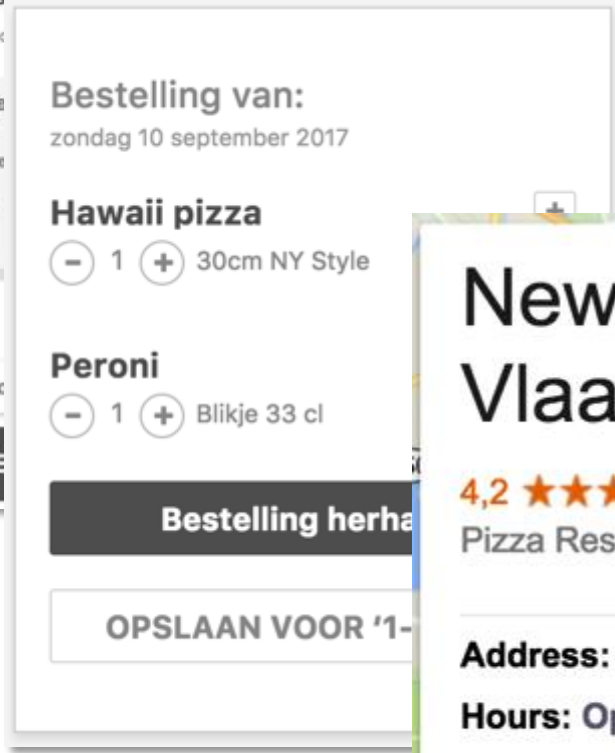 Bestelling van:
zondag 10 september 2017
Hawaii pizza
+
- 1 + 30cm NY Style
Peroni
- 1 + Blikje 33 cl
Bestelling herha
OPSLAAN VOOR '1-
New
Vlaa
4,2 ★★★
Pizza Res
Address:
Hours: Op